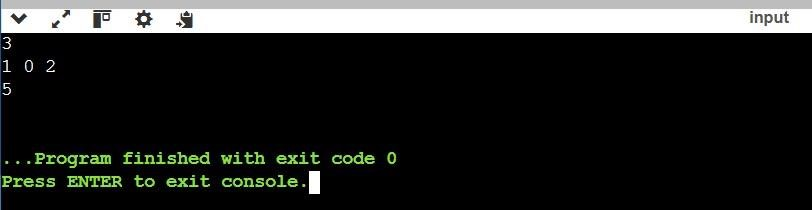 input
3
1 0 2
5
...Program finished with exit code 0
Press ENTER to exit console.